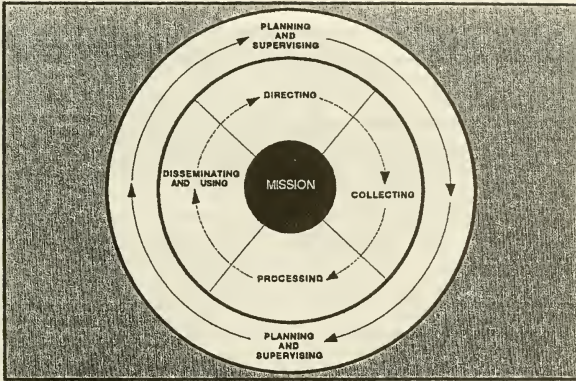 PLANNING
AND
SUPERVISING
DIRECTING
DISSEMINATING
AND USING
MISSION
COLLECTING
PROCESSING
PLANNING
AND
SUPERVISING